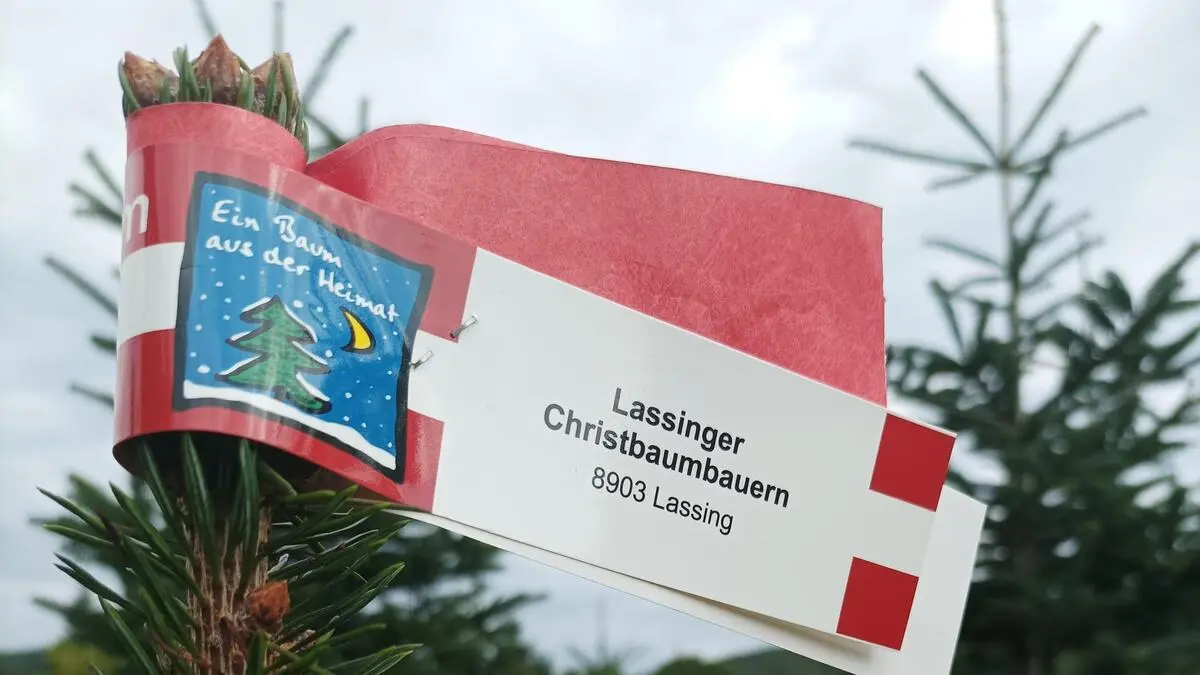 Ein Baum
aus der Heimat
Lassinger
Christbaumbauern
8903 Lassing